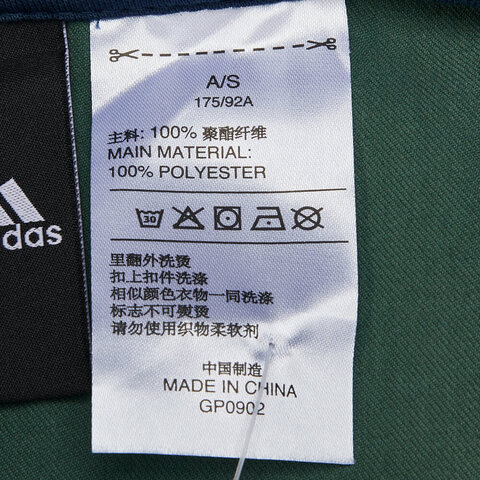 A/S
175/92A
主料: 100% 聚酯纤维
MAIN MATERIAL:
100% POLYESTER
30
里翻外洗烫
扣上扣件洗涤
相似颜色衣物一同洗涤
标志不可熨烫
请勿使用织物柔软剂
中国制造
MADE IN CHINA
GP0902
adidas